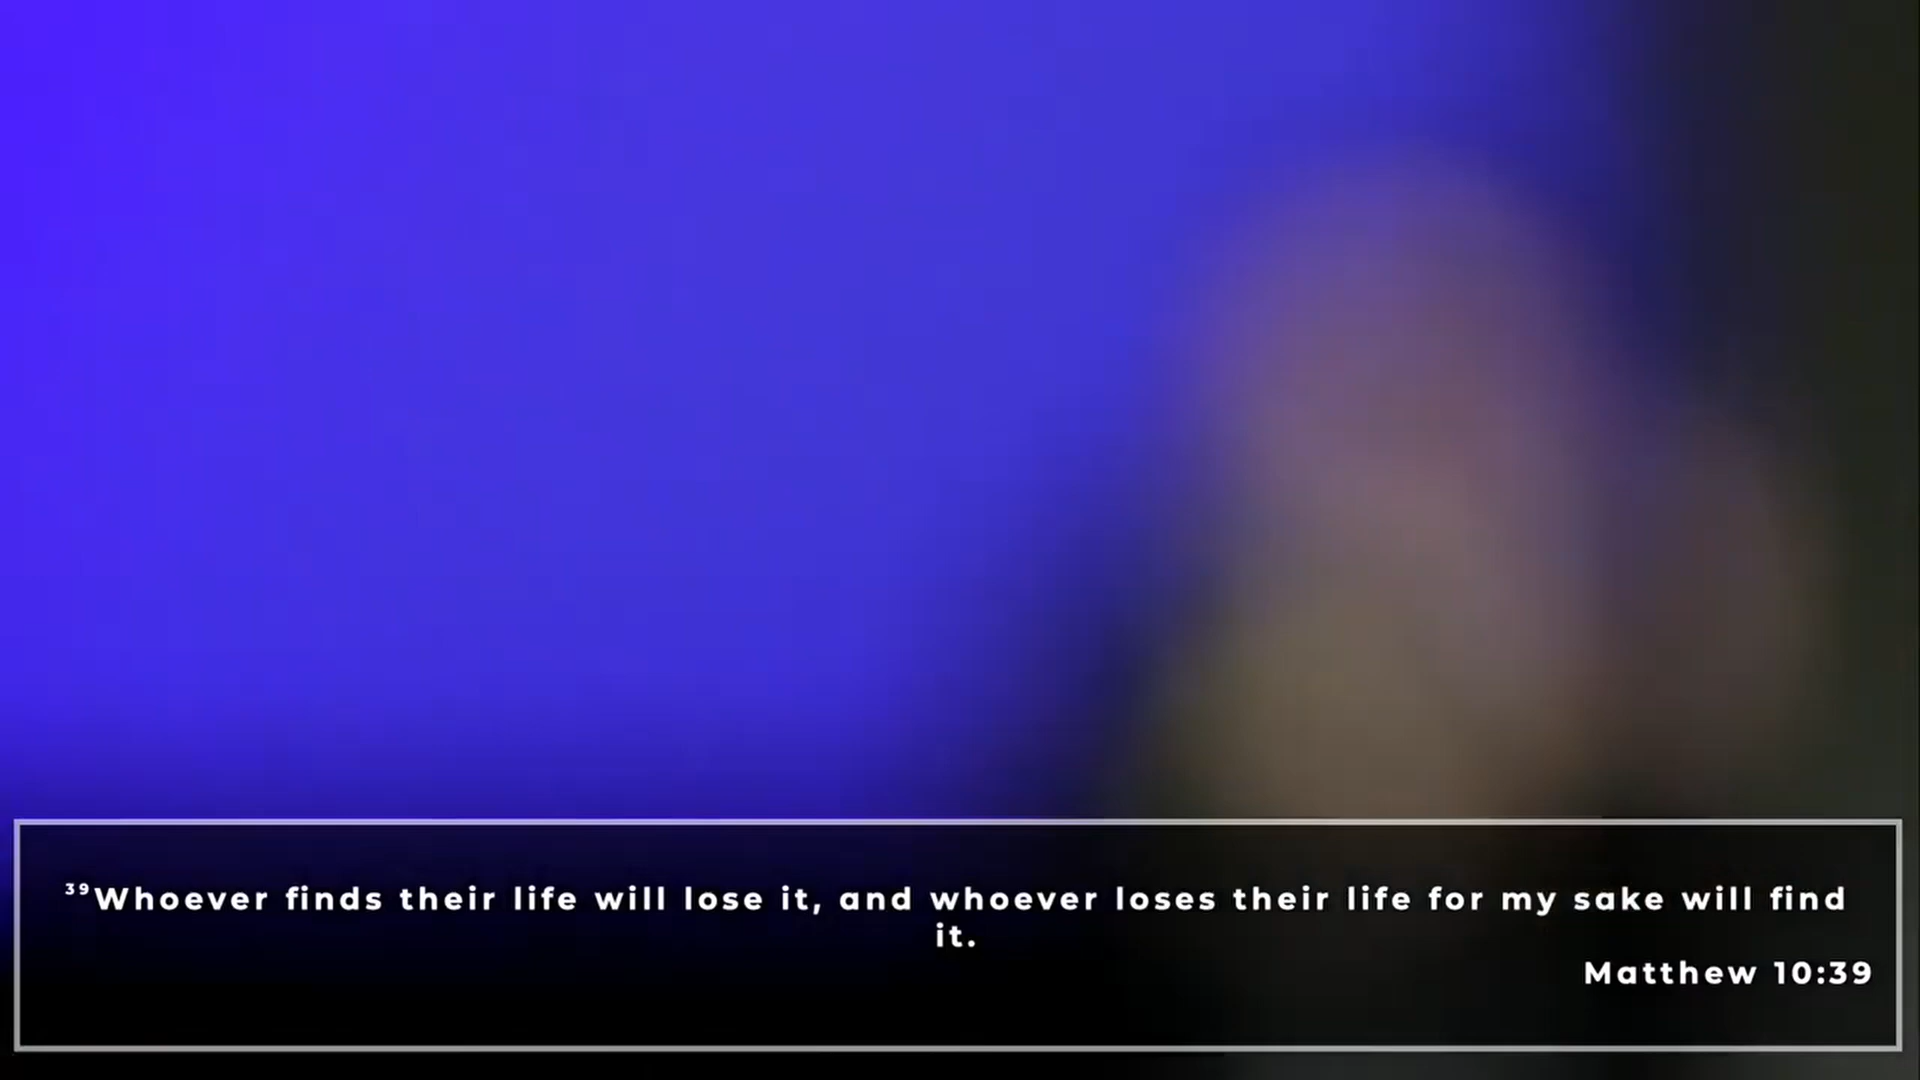 ³⁹Whoever finds their life will lose it, and whoever loses their life for my sake will find
it.
Matthew 10:39